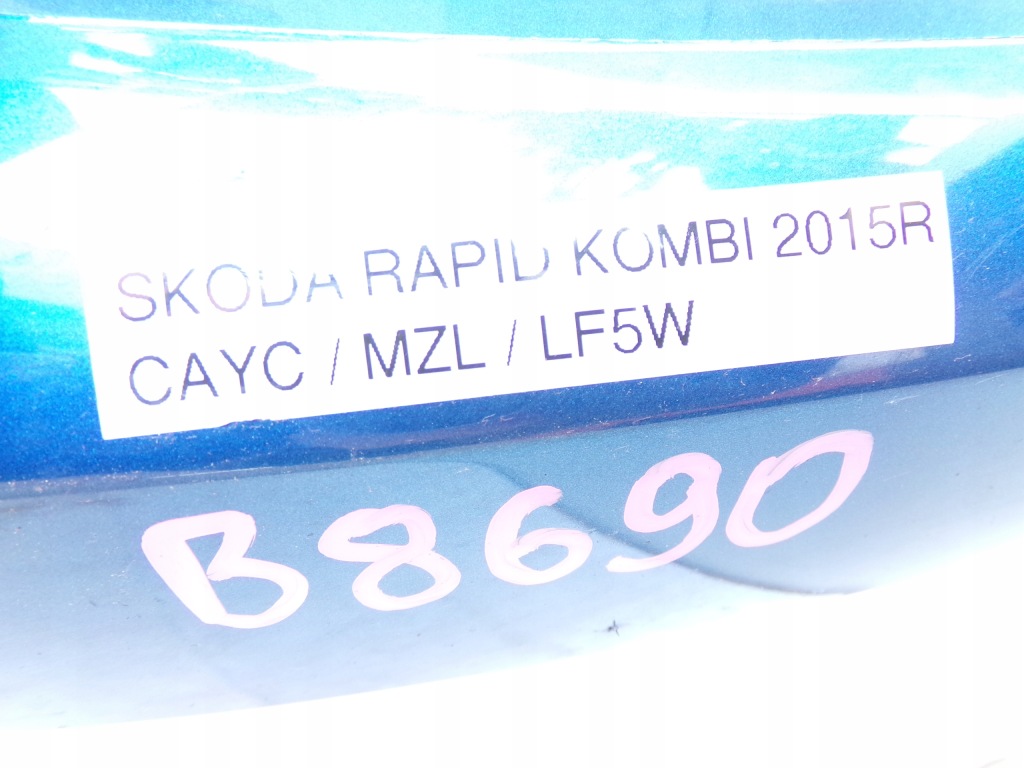 SKODA RAPID KOMBI 2015R
CAYC / MZL / LF5W
B8690